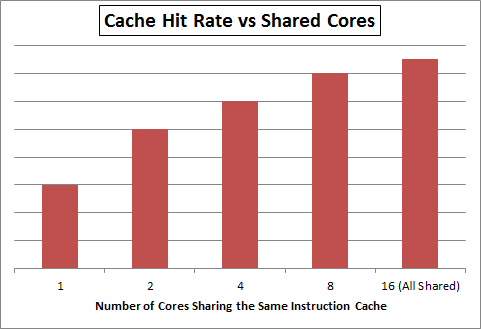 Cache Hit Rate vs Shared Cores
1 2 4 8 16 (All Shared)
Number of Cores Sharing the Same Instruction Cache